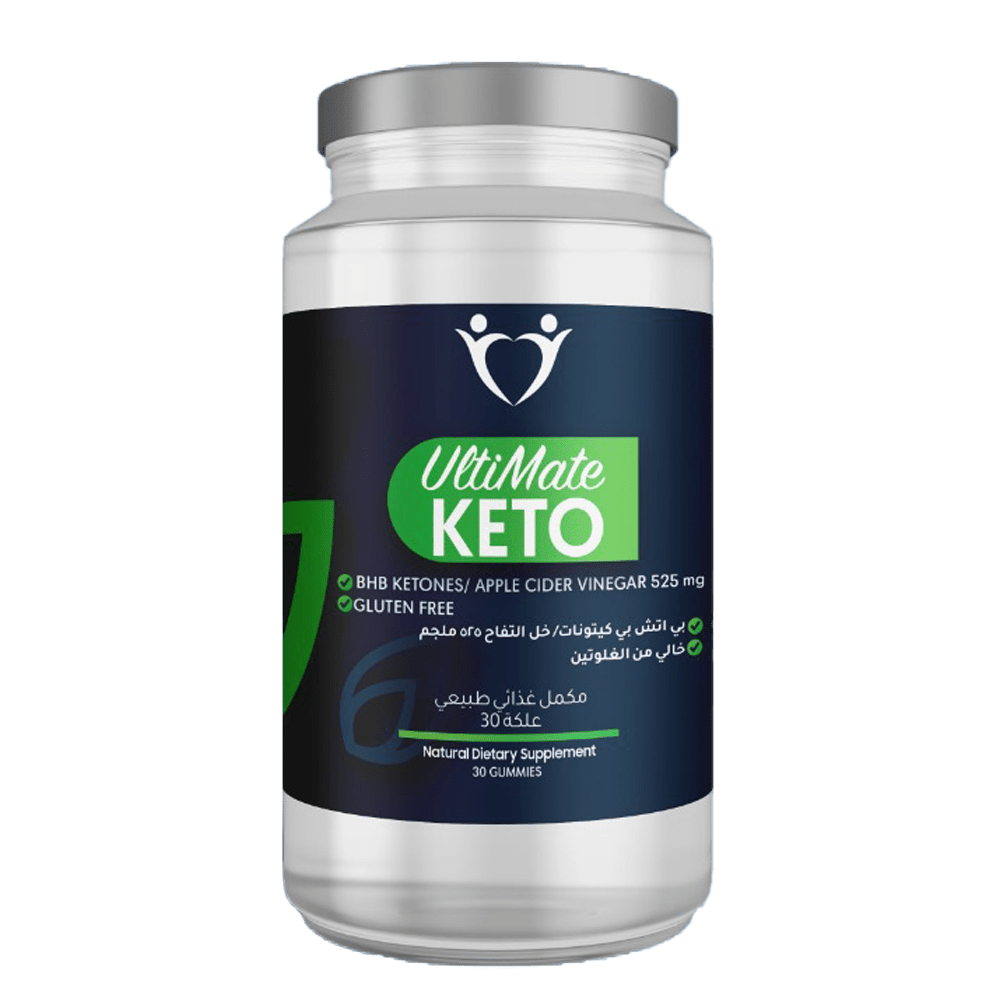 UltiMate
KETO
BHB KETONES/ APPLE CIDER VINEGAR 525 mg
GLUTEN FREE
بي اتش بي كيتونات/ خل التفاح ٥٢٥ ملجم
خالي من الغلوتين
مكمل غذائي طبيعي
30 علكة
Natural Dietary Supplement
30 GUMMIES